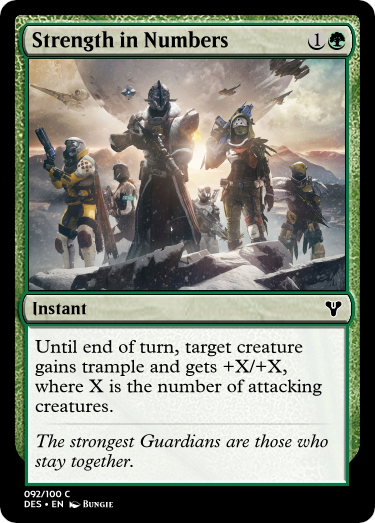 Strength in Numbers 1
Instant
Until end of turn, target creature
gains trample and gets +X/+X,
where X is the number of attacking
creatures.
The strongest Guardians are those who
stay together.
092/100 C
DES • EN Bungie